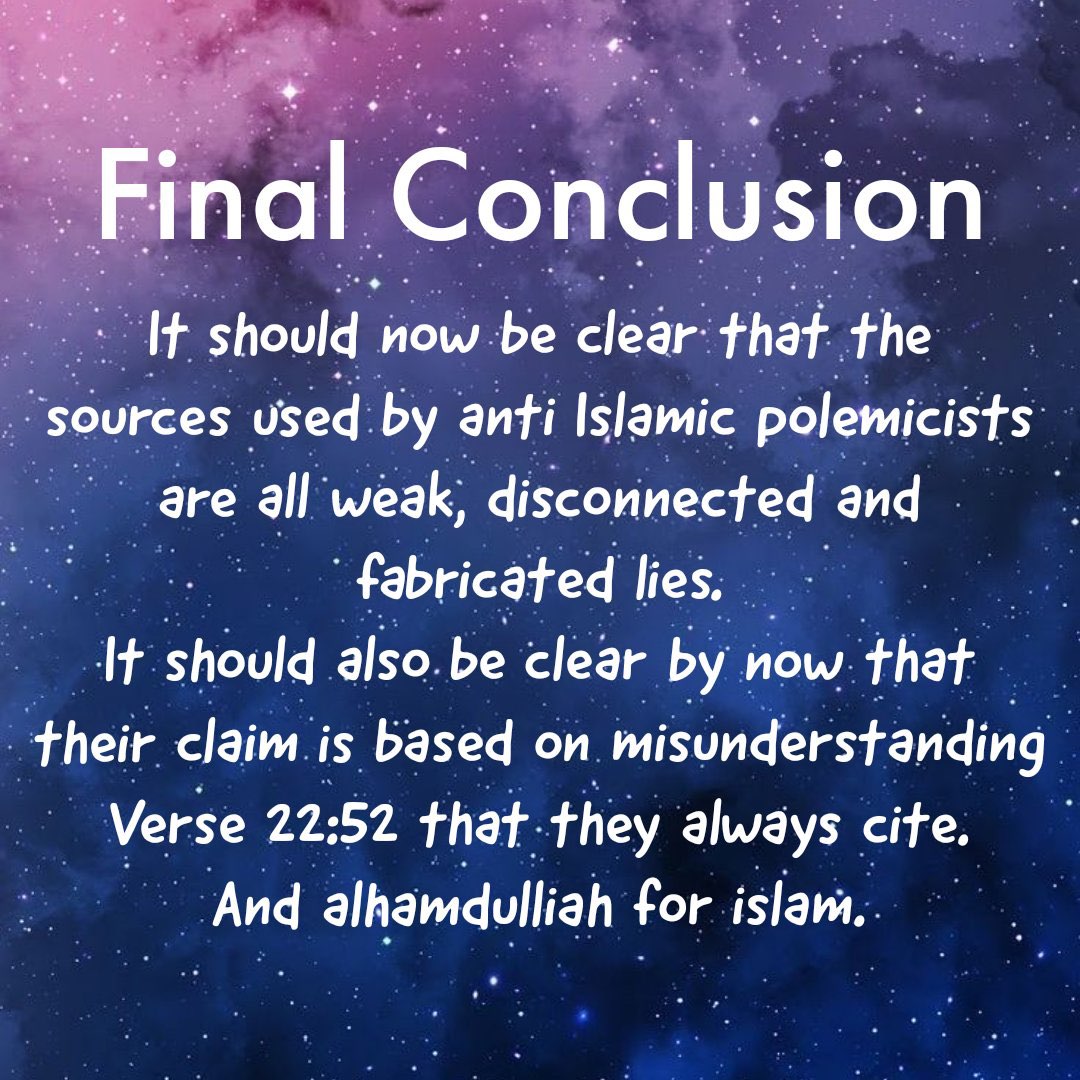 Final Conclusion
It should now be clear that the
sources used by anti Islamic polemicists
are all weak, disconnected and
fabricated lies.
It should also be clear by now that
their claim is based on misunderstanding
Verse 22:52 that they always cite.
And alhamdulliah for islam.